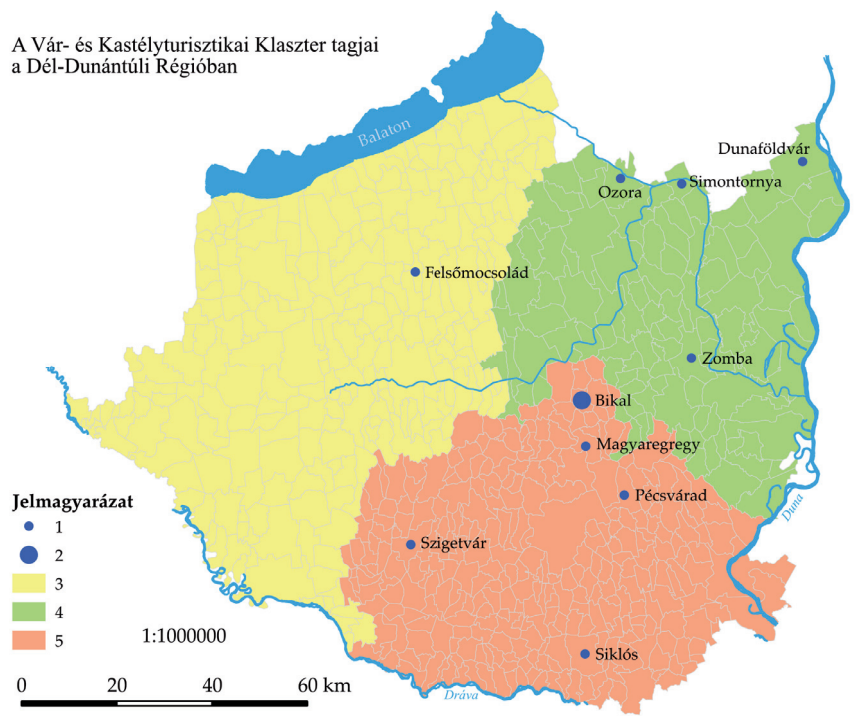 A Vár- és Kastélyturisztikai Klaszter tagjai
a Dél-Dunántúli Régióban
Balaton
Dunaföldvár
Ozora
Simontornya
Felsőmocsolád
Zomba
Bikal
Magyaregregy
Pécsvárad
Duna
Szigetvár
Siklós
Dráva
Jelmagyarázat
1
2
3
4
5
1:1000000
0 20 40 60 km